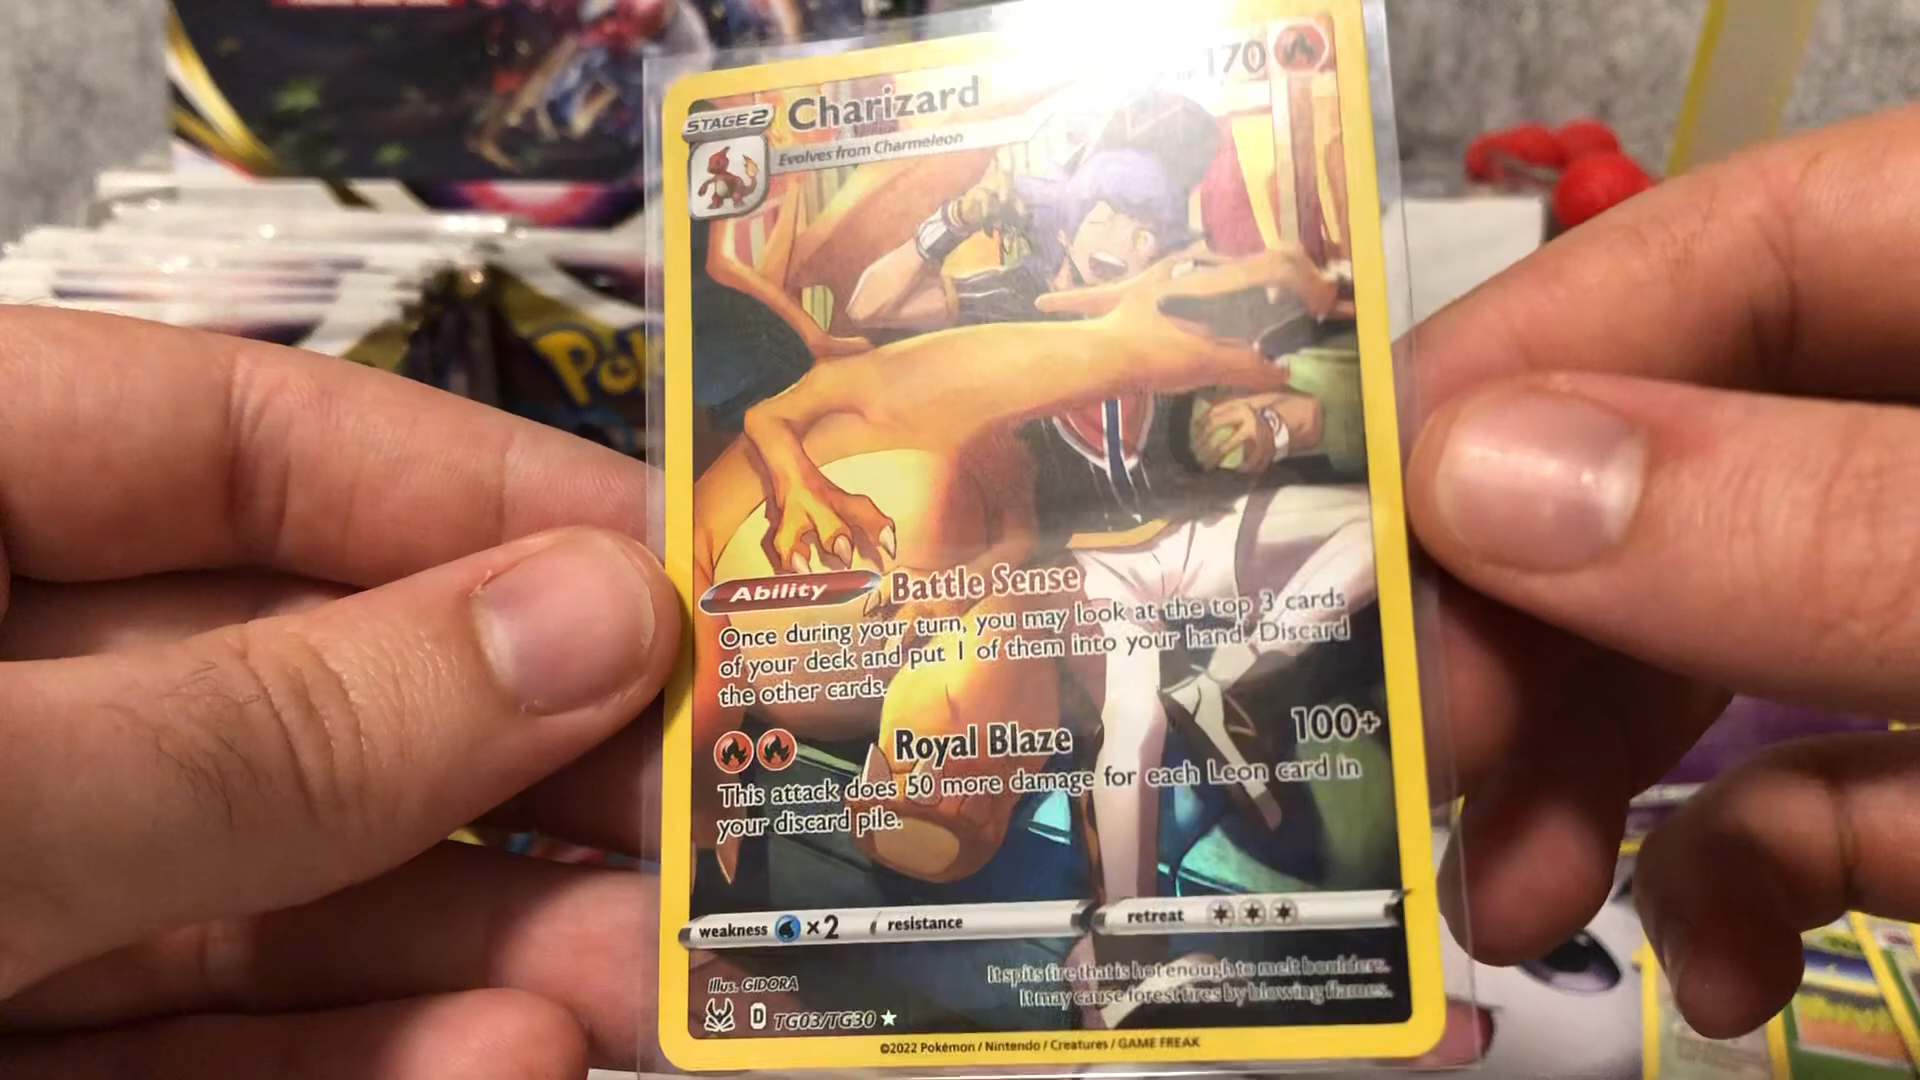 170
STAGE2 Charizard
Evolves from Charmeleon
Pok
Ability Battle Sense
Once during your turn, you may look at the top 3 cards
of your deck and put 1 of them into your hand. Discard
the other cards.
Royal Blaze 100+
This attack does 50 more damage for each Leon card in
your discard pile.
weakness ×2 resistance retreat
Illus. GIDORA
It spits fire that is hot enough to melt boulders.
It may cause forest fires by blowing flames.
D TG03/TG30 ★
©2022 Pokémon / Nintendo / Creatures / GAME FREAK